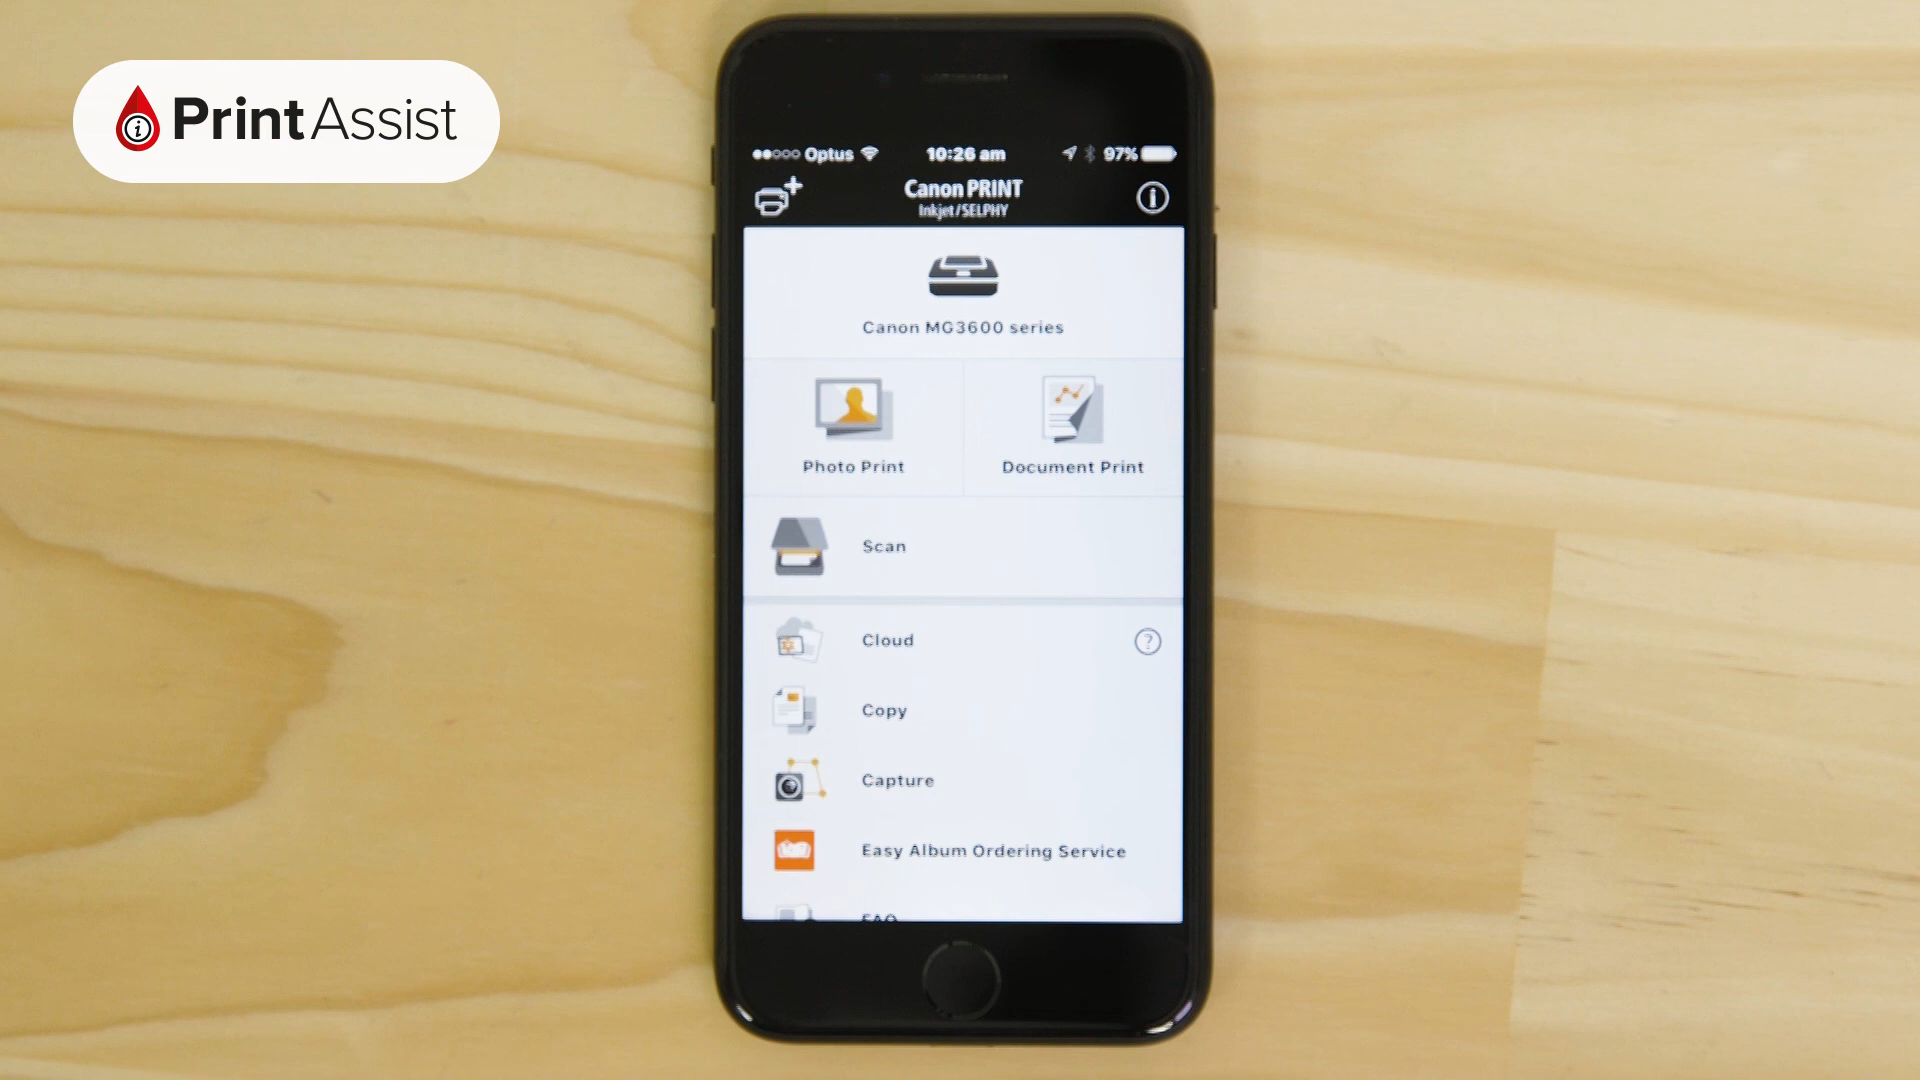 Print Assist
Optus 10:26 am 97%
Canon PRINT
Inkjet/SELPHY
Canon MG3600 series
Photo Print
Document Print
Scan
Cloud
?
Copy
Capture
Easy Album Ordering Service
FAQ